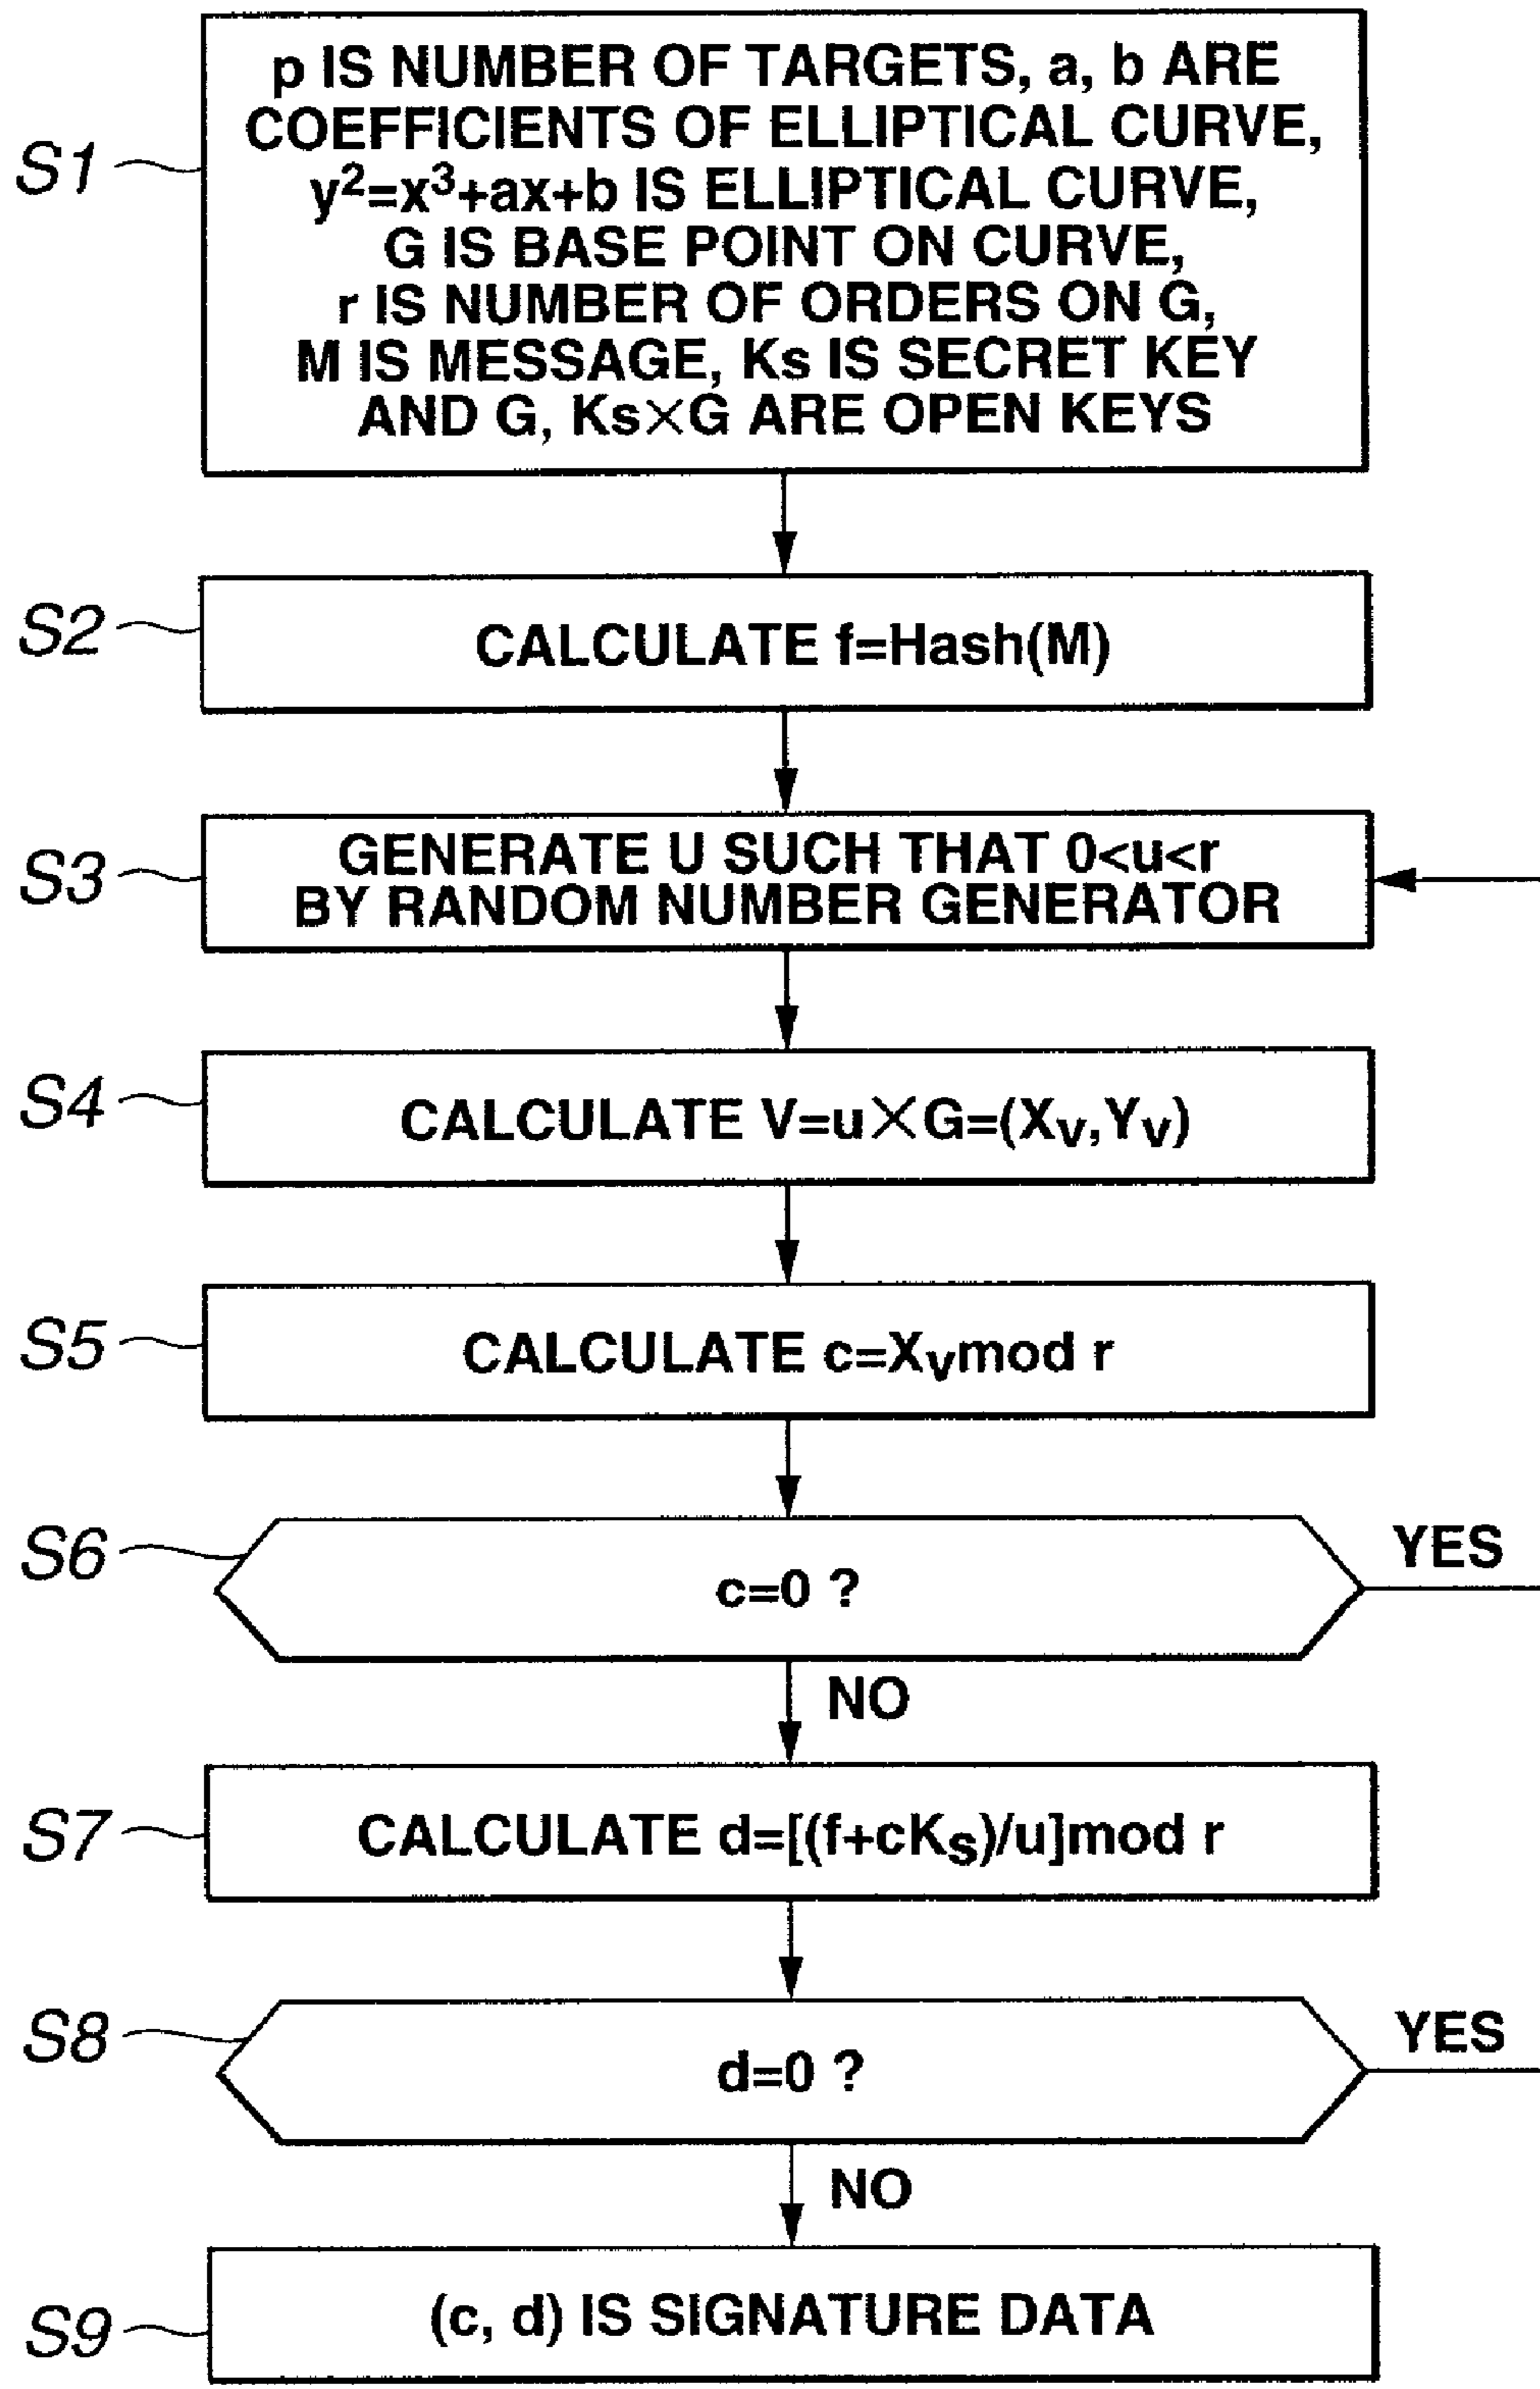 p IS NUMBER OF TARGETS, a, b ARE
COEFFICIENTS OF ELLIPTICAL CURVE,
S1
y²=x³+ax+b IS ELLIPTICAL CURVE,
G IS BASE POINT ON CURVE,
r IS NUMBER OF ORDERS ON G,
M IS MESSAGE, Ks IS SECRET KEY
AND G, Ks×G ARE OPEN KEYS
S2
CALCULATE f=Hash(M)
S3
GENERATE U SUCH THAT 0<u<r
BY RANDOM NUMBER GENERATOR
S4
CALCULATE V=u×G=(Xv,Yv)
S5
CALCULATE c=Xvmod r
S6
c=0 ?
YES
NO
S7
CALCULATE d=[(f+cKs)/u]mod r
S8
d=0 ?
YES
NO
S9
(c, d) IS SIGNATURE DATA